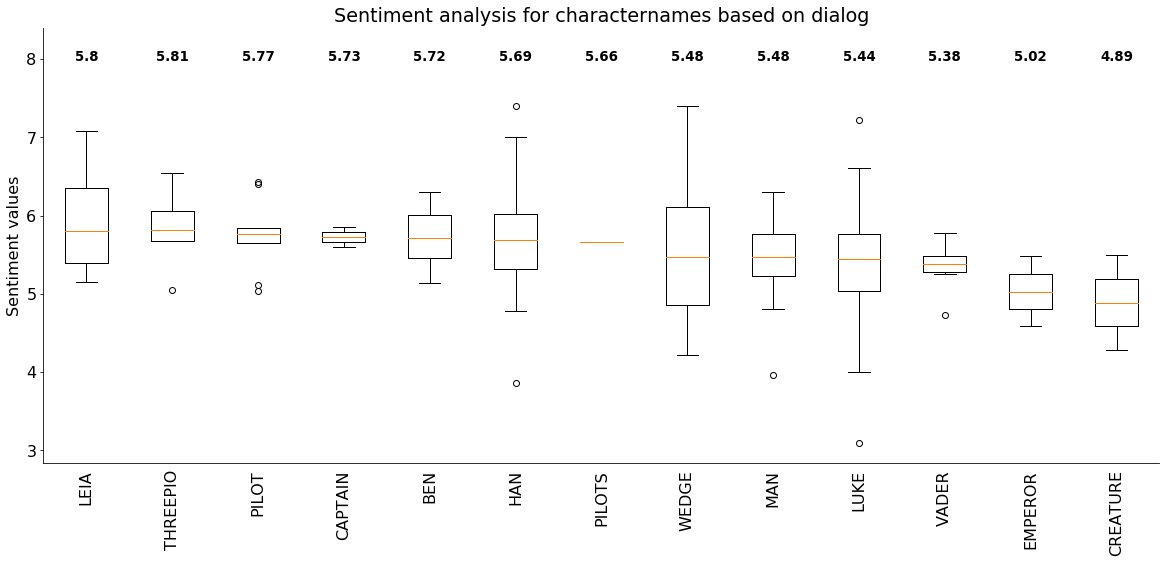 Sentiment analysis for characternames based on dialog
5.8 5.81 5.77 5.73 5.72 5.69 5.66 5.48 5.48 5.44 5.38 5.02 4.89
Sentiment values
8
7
6
5
4
3
LEIA THREEPIO PILOT CAPTAIN BEN HAN PILOTS WEDGE MAN LUKE VADER EMPEROR CREATURE